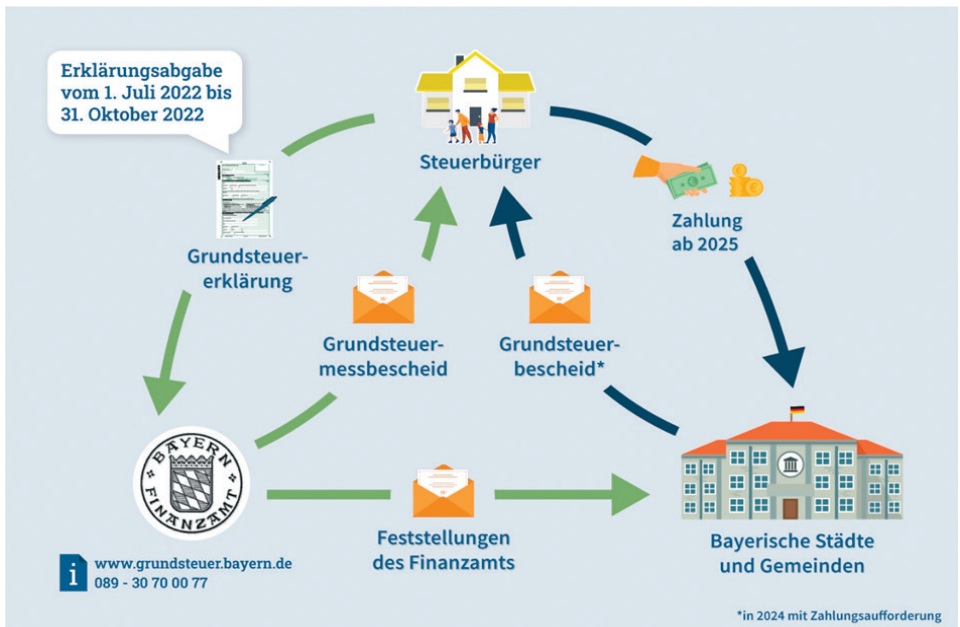 Erklärungsabgabe
vom 1. Juli 2022 bis
31. Oktober 2022
Steuerbürger
Zahlung
ab 2025
Grundsteuer-
erklärung
Grundsteuer-
messbescheid
Grundsteuer-
bescheid*
BAYERN
FINANZAMT
Feststellungen
des Finanzamts
Bayerische Städte
und Gemeinden
i
www.grundsteuer.bayern.de
089 - 30 70 00 77
*in 2024 mit Zahlungsaufforderung